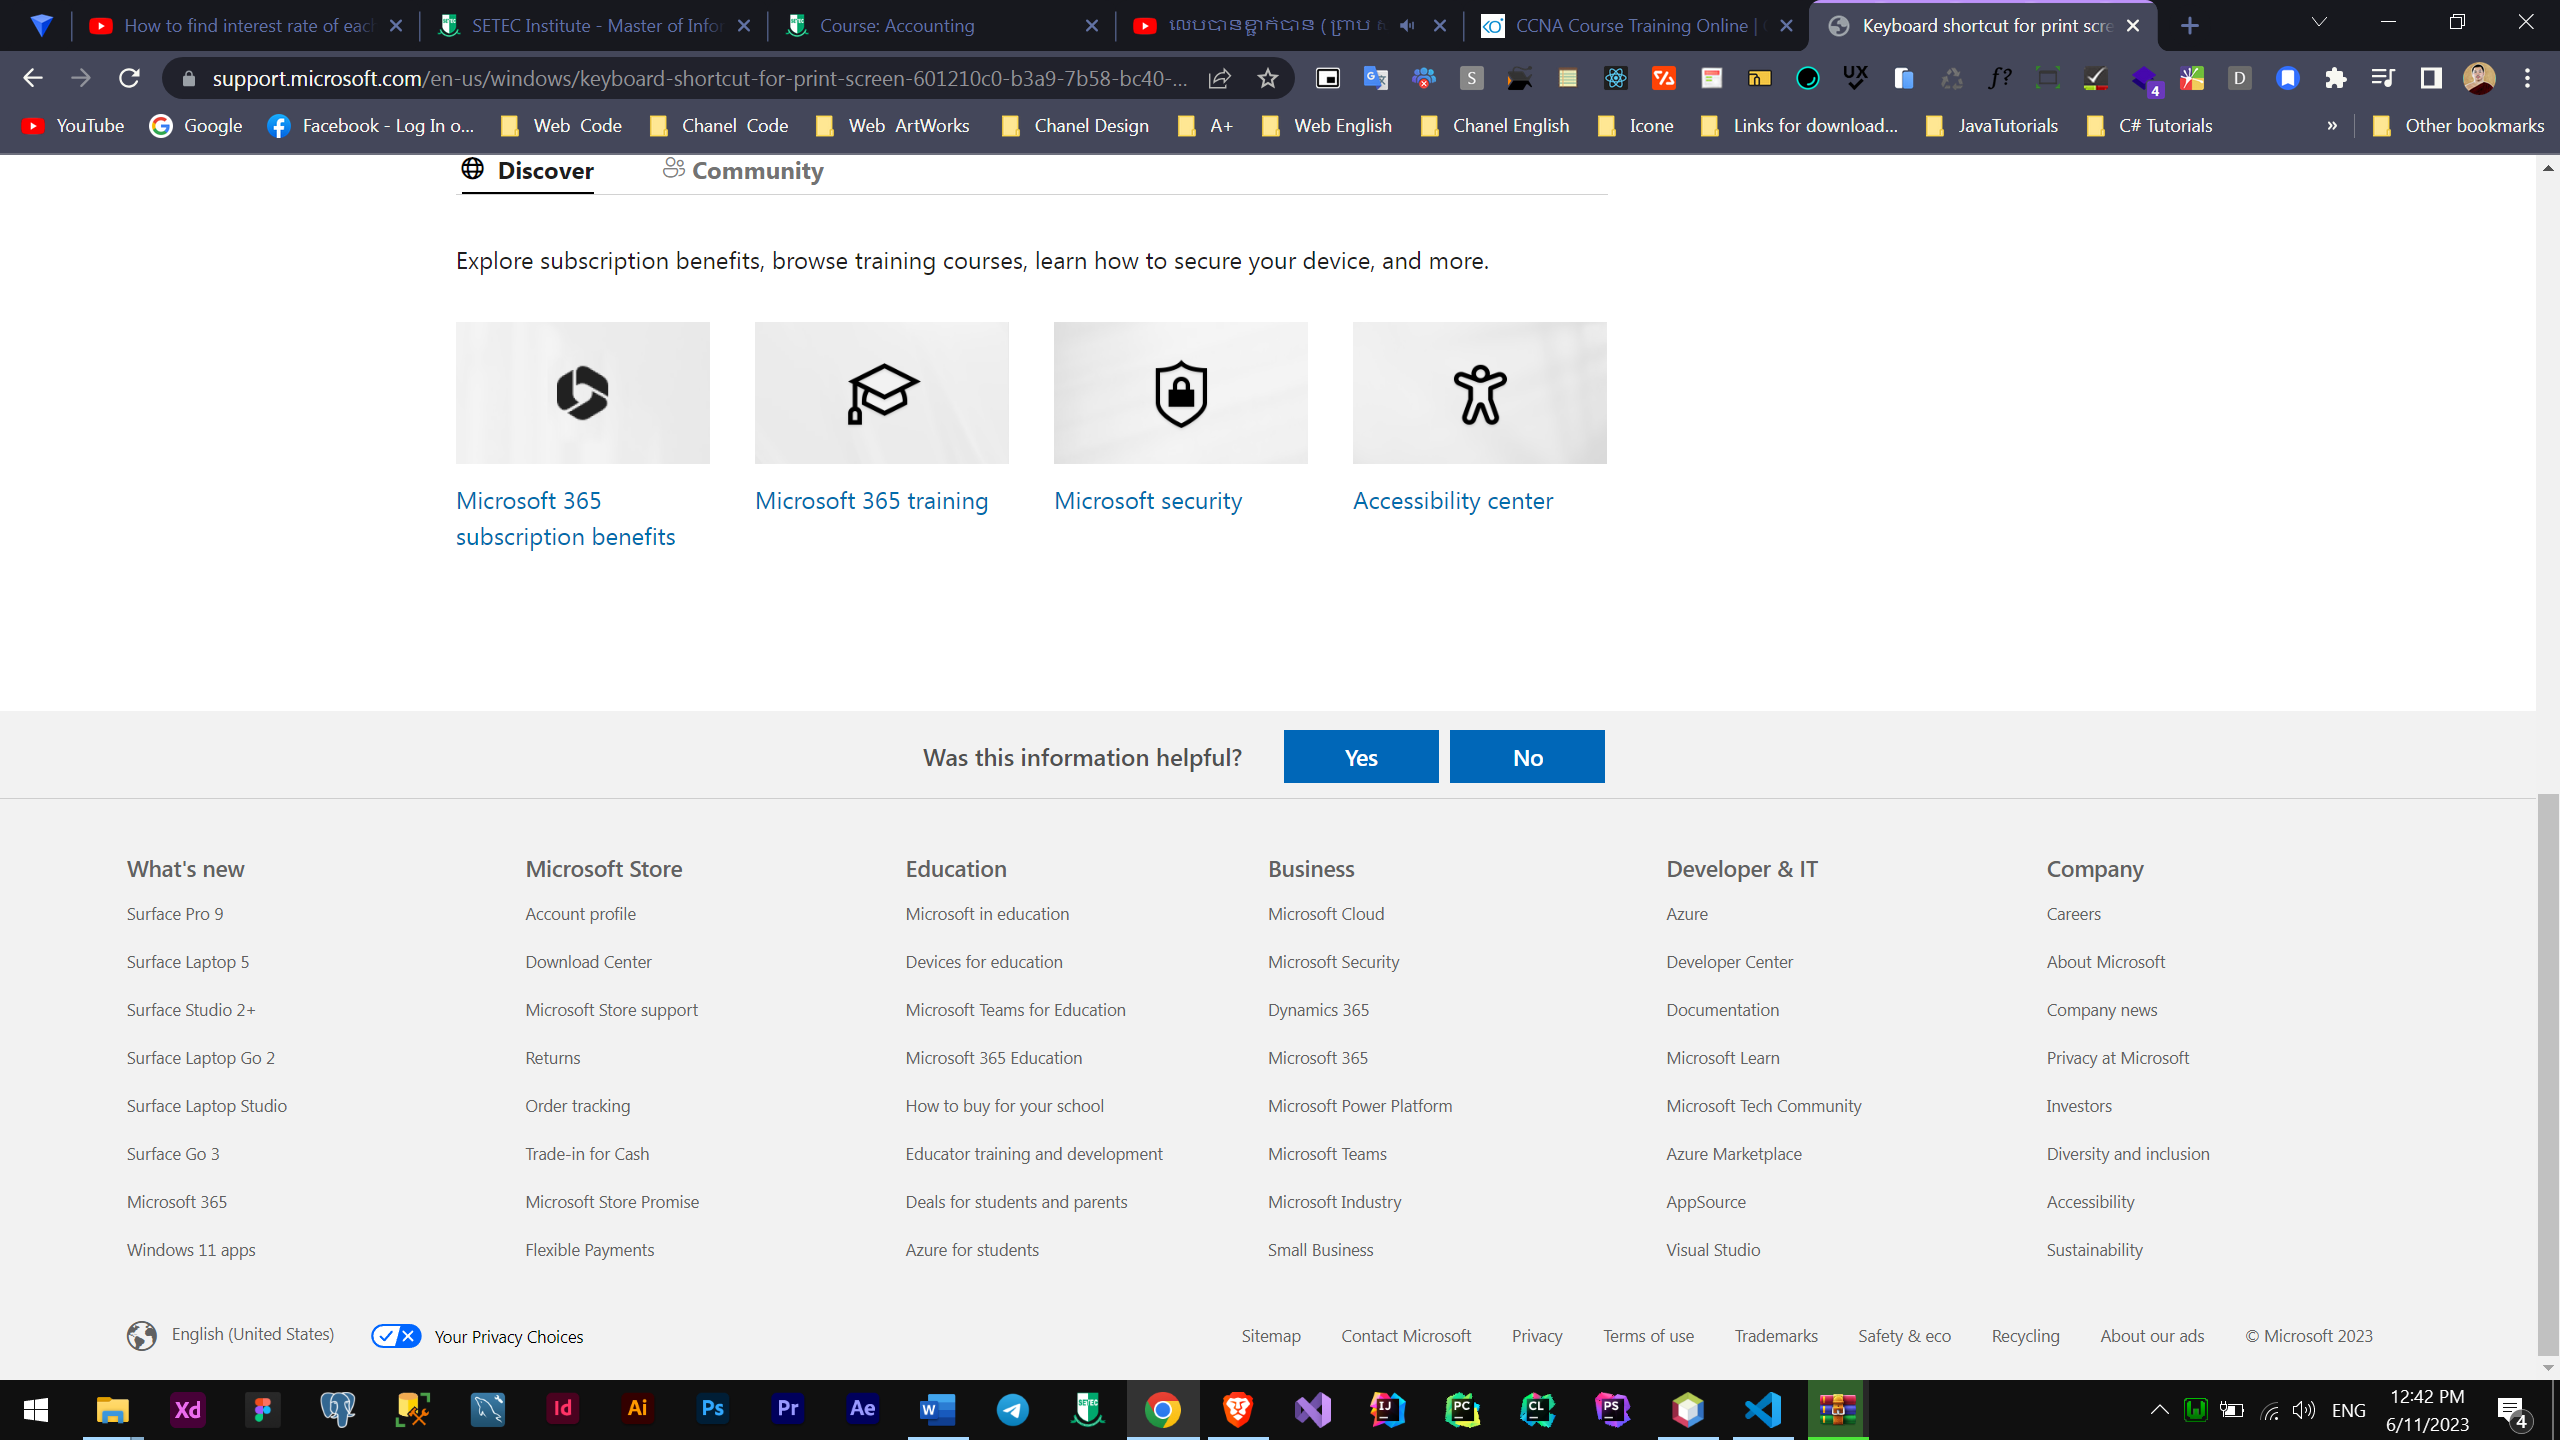 How to find interest rate of each
SETEC Institute - Master of Infor
Course: Accounting
CCNA Course Training Online |
Keyboard shortcut for print scre
support.microsoft.com/en-us/windows/keyboard-shortcut-for-print-screen-601210c0-b3a9-7b58-bc40-...
S
UX
ƒ?
4
D
YouTube
Google
Facebook - Log In o...
Web Code
Chanel Code
Web ArtWorks
Chanel Design
A+
Web English
Chanel English
Icone
Links for download...
JavaTutorials
C# Tutorials
»
Other bookmarks
Discover
Community
Explore subscription benefits, browse training courses, learn how to secure your device, and more.
Microsoft 365
subscription benefits
Microsoft 365 training
Microsoft security
Accessibility center
Was this information helpful?
Yes
No
What's new
Surface Pro 9
Surface Laptop 5
Surface Studio 2+
Surface Laptop Go 2
Surface Laptop Studio
Surface Go 3
Microsoft 365
Windows 11 apps
Microsoft Store
Account profile
Download Center
Microsoft Store support
Returns
Order tracking
Trade-in for Cash
Microsoft Store Promise
Flexible Payments
Education
Microsoft in education
Devices for education
Microsoft Teams for Education
Microsoft 365 Education
How to buy for your school
Educator training and development
Deals for students and parents
Azure for students
Business
Microsoft Cloud
Microsoft Security
Dynamics 365
Microsoft 365
Microsoft Power Platform
Microsoft Teams
Microsoft Industry
Small Business
Developer & IT
Azure
Developer Center
Documentation
Microsoft Learn
Microsoft Tech Community
Azure Marketplace
AppSource
Visual Studio
Company
Careers
About Microsoft
Company news
Privacy at Microsoft
Investors
Diversity and inclusion
Accessibility
Sustainability
English (United States)
Your Privacy Choices
Sitemap
Contact Microsoft
Privacy
Terms of use
Trademarks
Safety & eco
Recycling
About our ads
© Microsoft 2023
Xd
Id
Ai
Ps
Pr
Ae
W
SETEC
IJ
PC
CL
PS
ENG
12:42 PM
6/11/2023
4